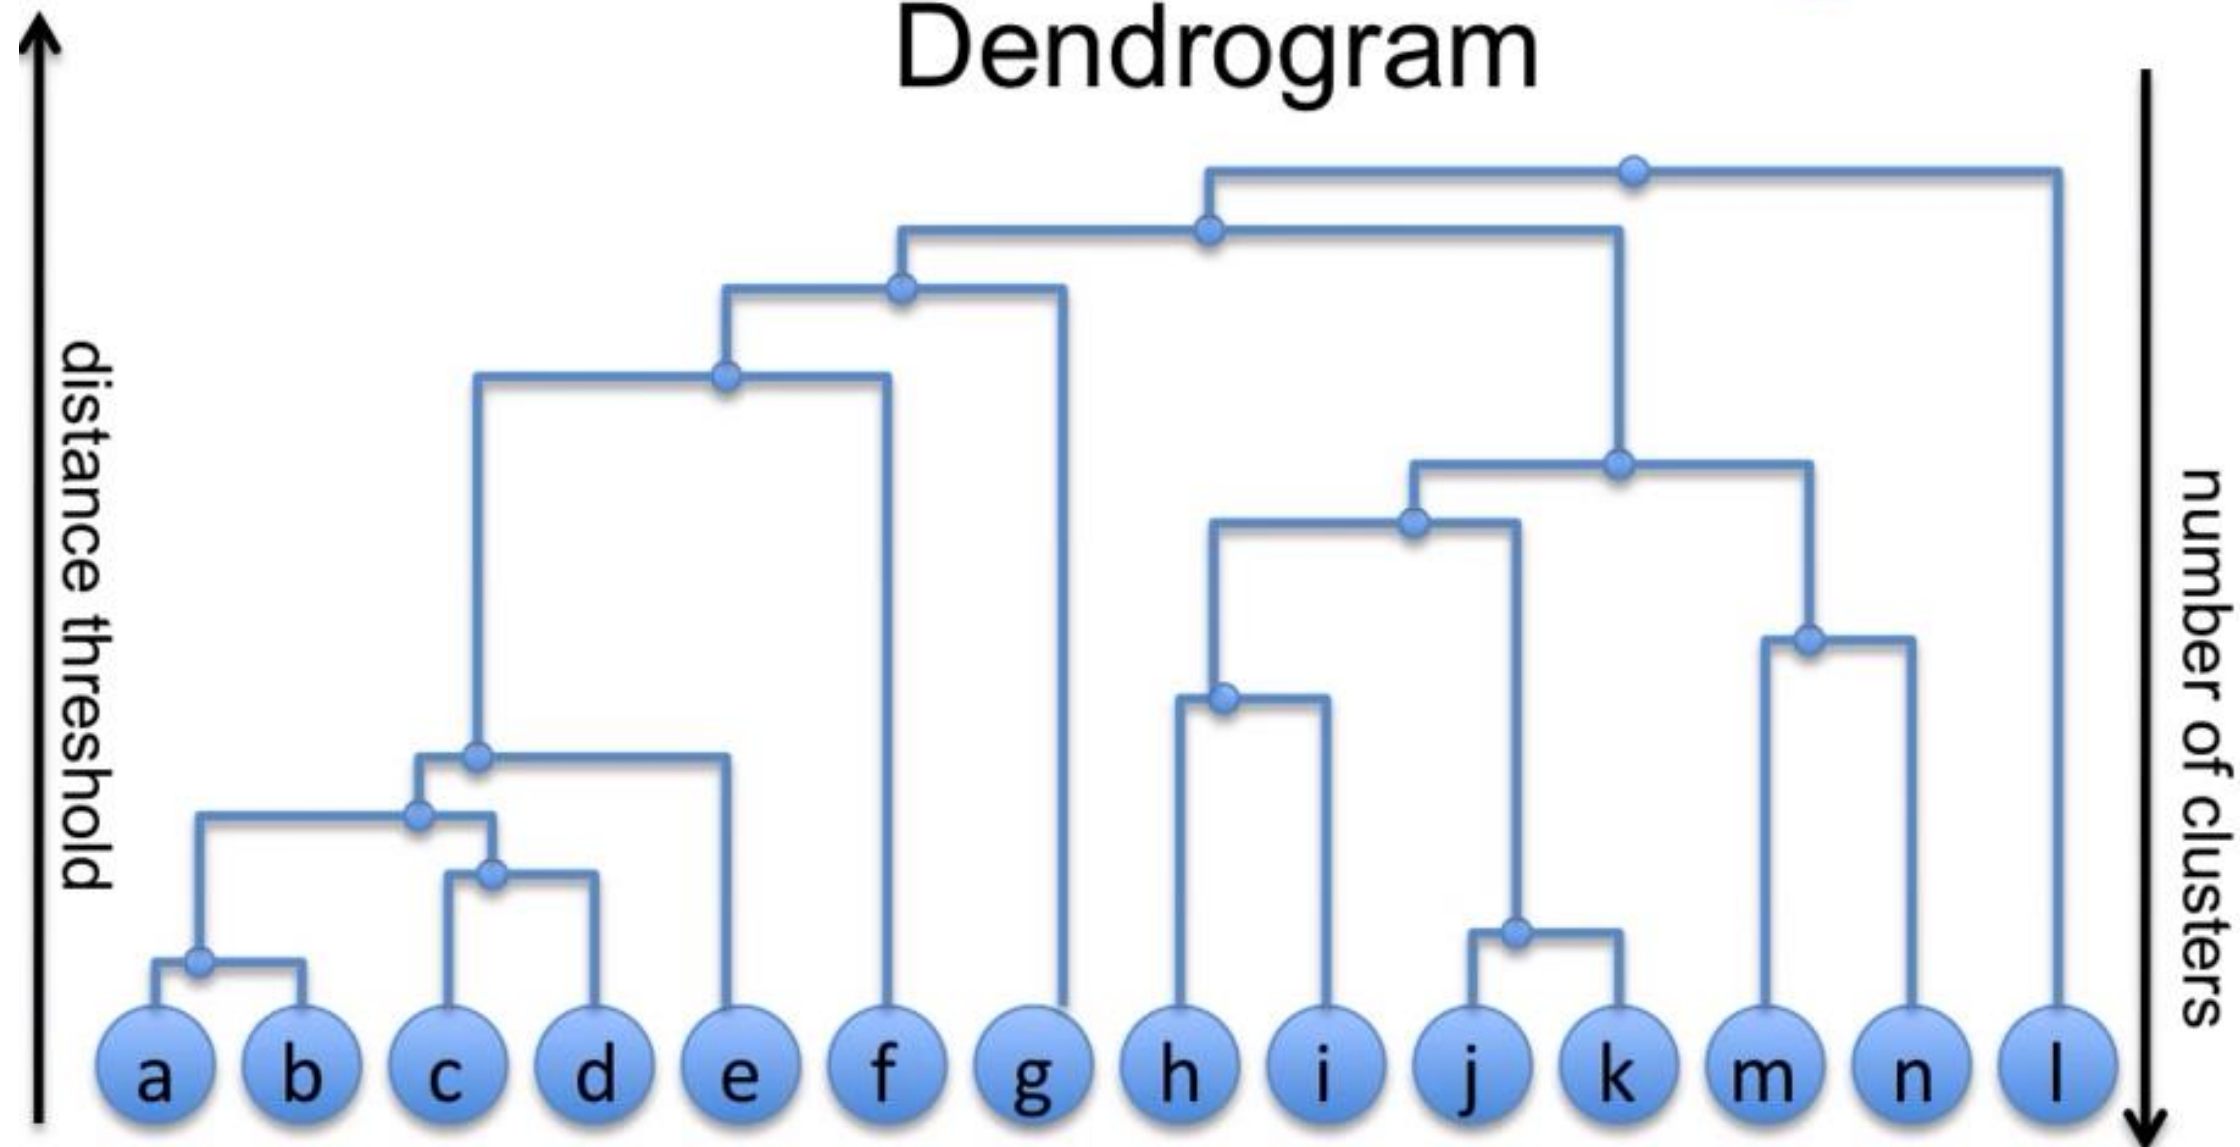 Dendrogram
distance threshold
number of clusters
a b c d e f g h i j k m n l